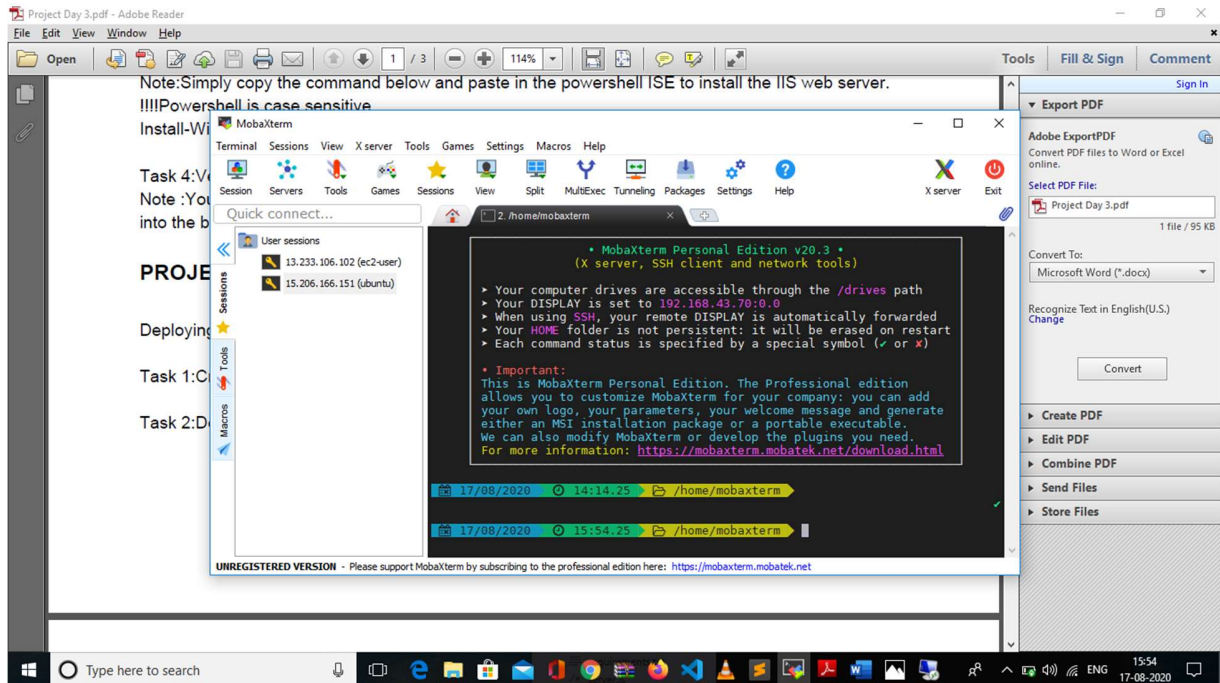 Project Day 3.pdf - Adobe Reader
File Edit View Window Help
Open 1 / 3 114% Tools Fill & Sign Comment
Note:Simply copy the command below and paste in the powershell ISE to install the IIS web server.
!!!!Powershell is case sensitive
Install-Wi
Task 4:Ve
Note :You
into the b
PROJE
Deploying
Task 1:C
Task 2:D
MobaXterm
Terminal Sessions View X server Tools Games Settings Macros Help
Session Servers Tools Games Sessions View Split MultiExec Tunneling Packages Settings Help X server Exit
Quick connect...
2. /home/mobaxterm
User sessions
13.233.106.102 (ec2-user)
15.206.166.151 (ubuntu)
Sessions
Tools
Macros
• MobaXterm Personal Edition v20.3 •
(X server, SSH client and network tools)
➤ Your computer drives are accessible through the /drives path
➤ Your DISPLAY is set to 192.168.43.70:0.0
➤ When using SSH, your remote DISPLAY is automatically forwarded
➤ Your HOME folder is not persistent: it will be erased on restart
➤ Each command status is specified by a special symbol (✔ or ✘)
• Important:
This is MobaXterm Personal Edition. The Professional edition
allows you to customize MobaXterm for your company: you can add
your own logo, your parameters, your welcome message and generate
either an MSI installation package or a portable executable.
We can also modify MobaXterm or develop the plugins you need.
For more information: https://mobaxterm.mobatek.net/download.html
17/08/2020 14:14.25 /home/mobaxterm
17/08/2020 15:54.25 /home/mobaxterm
UNREGISTERED VERSION - Please support MobaXterm by subscribing to the professional edition here: https://mobaxterm.mobatek.net
Sign In
Export PDF
Adobe ExportPDF
Convert PDF files to Word or Excel
online.
Select PDF File:
Project Day 3.pdf
1 file / 95 KB
Convert To:
Microsoft Word (*.docx)
Recognize Text in English(U.S.)
Change
Convert
Create PDF
Edit PDF
Combine PDF
Send Files
Store Files
Type here to search
ENG
15:54
17-08-2020